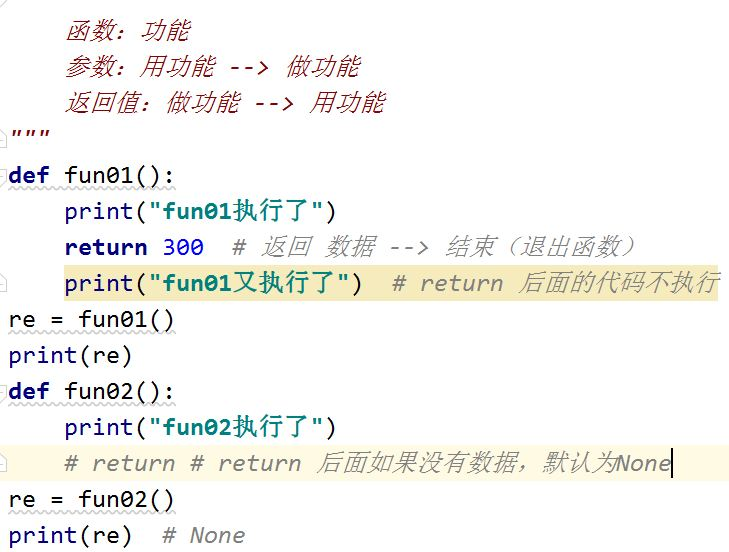 函数：功能
参数：用功能 --> 做功能
返回值：做功能 --> 用功能
"""
def fun01():
print("fun01执行了")
return 300  # 返回 数据 --> 结束（退出函数）
print("fun01又执行了")  # return 后面的代码不执行
re = fun01()
print(re)
def fun02():
print("fun02执行了")
# return # return 后面如果没有数据，默认为None
re = fun02()
print(re)  # None